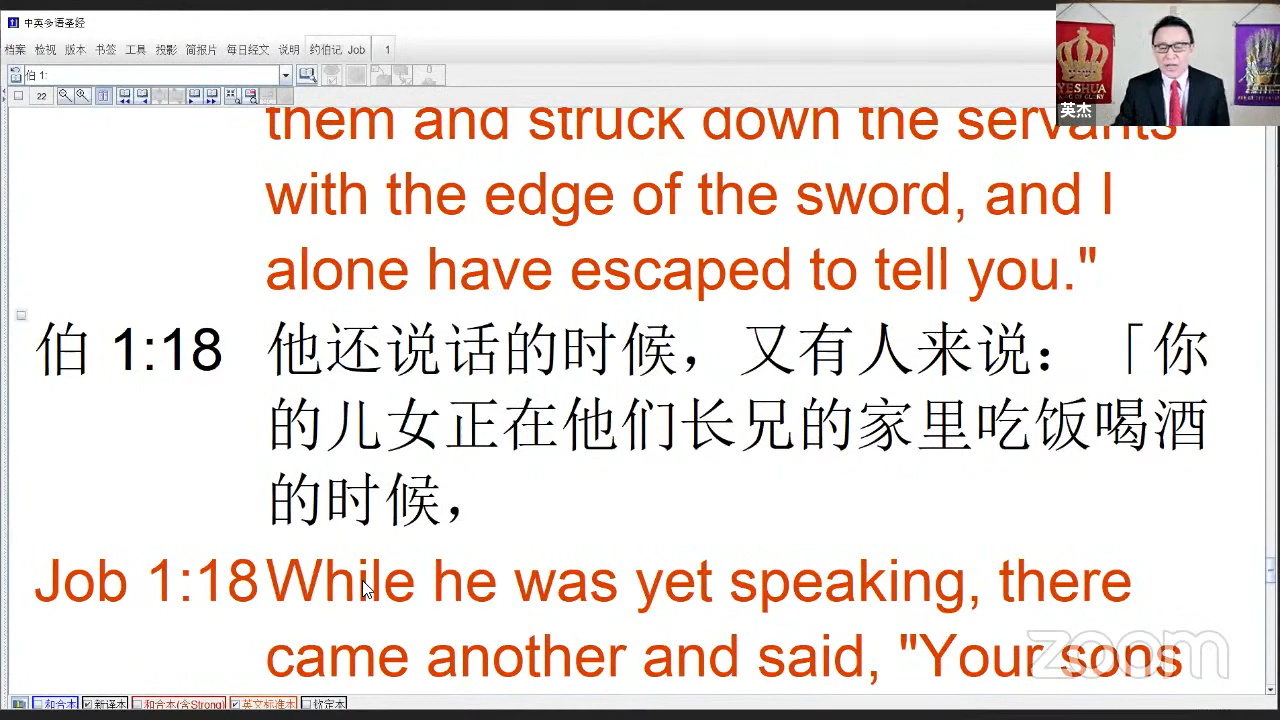 中英多语圣经
档案 检视 版本 书签 工具 投影 简报片 每日经文 说明 约伯记 Job 1
伯 1:
22
YESHUA
KING OF GLORY
英杰
them and struck down the servants
with the edge of the sword, and I
alone have escaped to tell you."
伯 1:18 他还说话的时候，又有人来说：「你
的儿女正在他们长兄的家里吃饭喝酒
的时候，
Job 1:18 While he was yet speaking, there
came another and said, "Your sons
zoom
和合本 新译本 和合本(含Strong) 英文标准本 钦定本